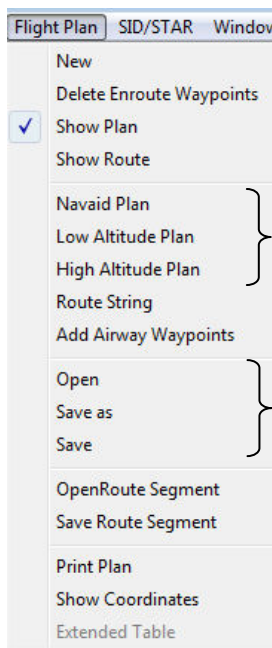 Flight Plan SID/STAR
New
Delete Enroute Waypoints
Show Plan
Show Route
Navaid Plan
Low Altitude Plan
High Altitude Plan
Route String
Add Airway Waypoints
Open
Save as
Save
OpenRoute Segment
Save Route Segment
Print Plan
Show Coordinates
Extended Table